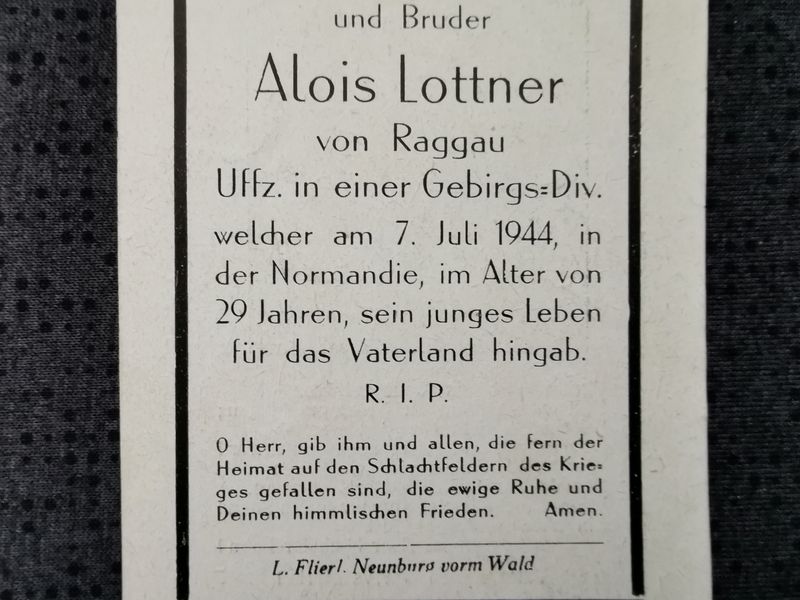 und Bruder
Alois Lottner
von Raggau
Uffz. in einer Gebirgs=Div.
welcher am 7. Juli 1944, in
der Normandie, im Alter von
29 Jahren, sein junges Leben
für das Vaterland hingab.
R. I. P.
O Herr, gib ihm und allen, die fern der
Heimat auf den Schlachtfeldern des Krie=
ges gefallen sind, die ewige Ruhe und
Deinen himmlischen Frieden. Amen.
L. Flierl. Neunburg vorm Wald